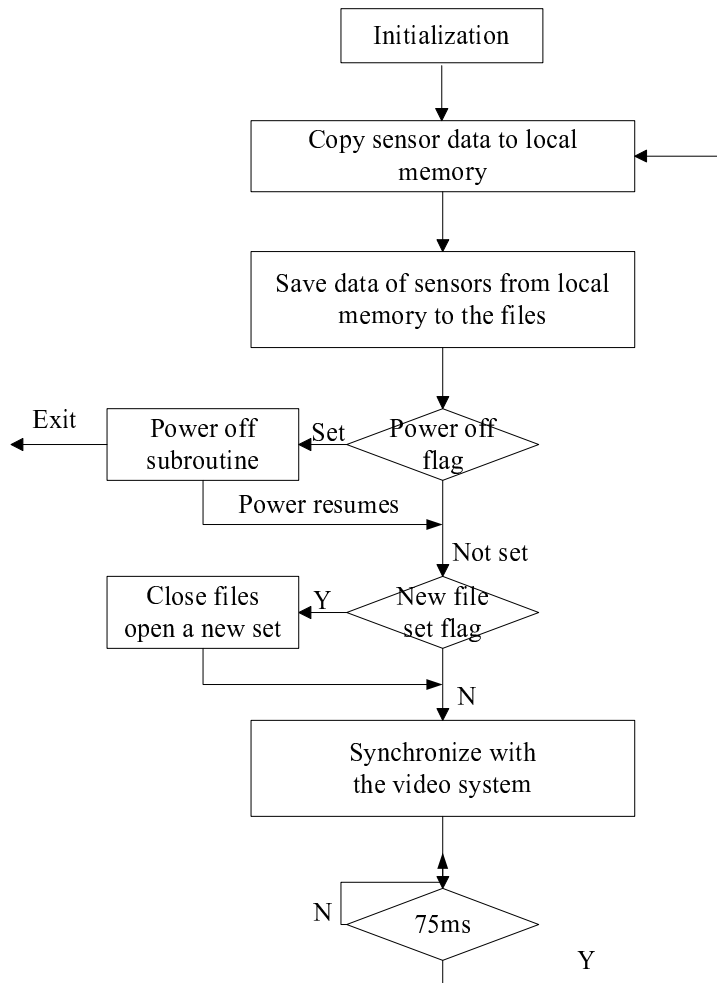 Initialization
Copy sensor data to local
memory
Save data of sensors from local
memory to the files
Exit
Power off
subroutine
Set
Power off
flag
Power resumes
Not set
Close files
open a new set
Y
New file
set flag
N
Synchronize with
the video system
N
75ms
Y